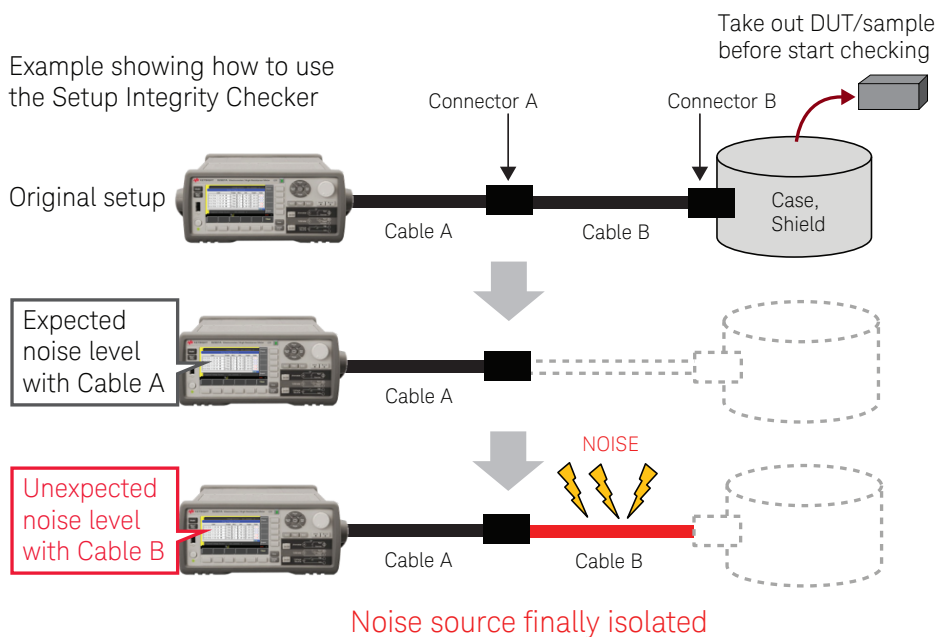 Take out DUT/sample
before start checking
Example showing how to use
the Setup Integrity Checker
Connector A
Connector B
Original setup
Case,
Shield
Cable A
Cable B
Expected
noise level
with Cable A
Cable A
NOISE
Unexpected
noise level
with Cable B
Cable A
Cable B
Noise source finally isolated